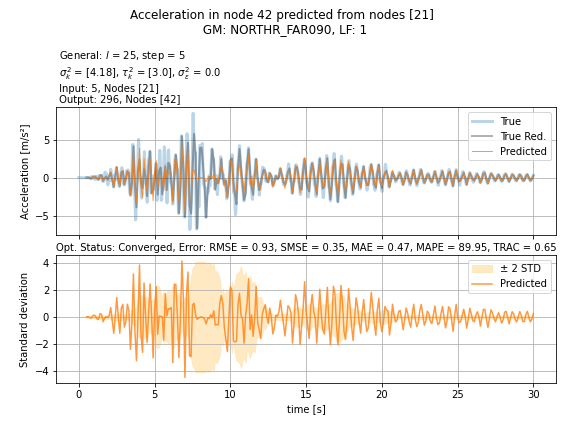 Acceleration in node 42 predicted from nodes [21]
GM: NORTHR_FAR090, LF: 1
General: l = 25, step = 5
σ²ₖ = [4.18], τ²ₖ = [3.0], σ²ₑ = 0.0
Input: 5, Nodes [21]
Output: 296, Nodes [42]
Acceleration [m/s²]
5
0
−5
True
True Red.
Predicted
Opt. Status: Converged, Error: RMSE = 0.93, SMSE = 0.35, MAE = 0.47, MAPE = 89.95, TRAC = 0.65
Standard deviation
4
2
0
−2
−4
± 2 STD
Predicted
0 5 10 15 20 25 30
time [s]